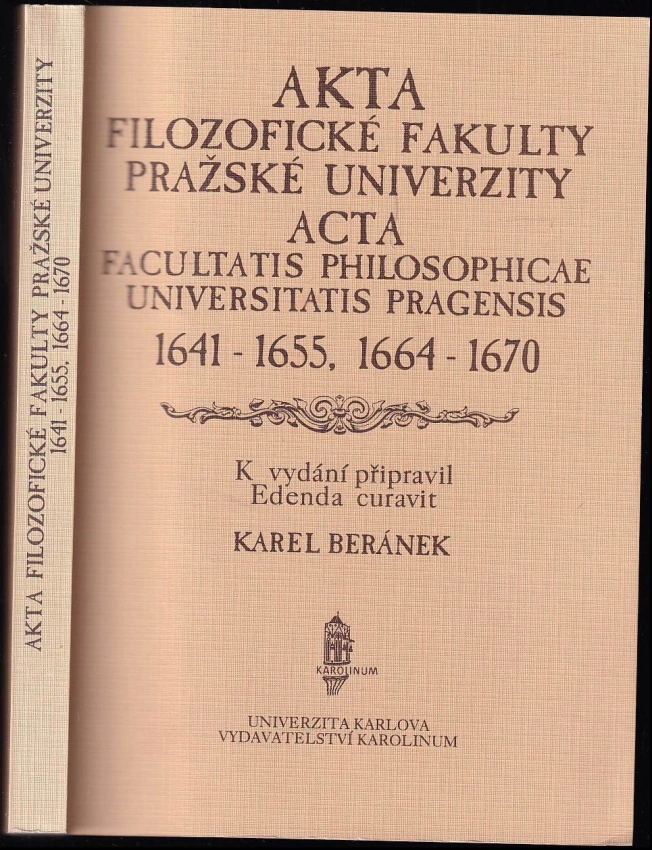 AKTA FILOZOFICKÉ FAKULTY PRAŽSKÉ UNIVERZITY
1641 - 1655, 1664 - 1670
AKTA
FILOZOFICKÉ FAKULTY
PRAŽSKÉ UNIVERZITY
ACTA
FACULTATIS PHILOSOPHICAE
UNIVERSITATIS PRAGENSIS
1641 - 1655, 1664 - 1670
K vydání připravil
Edenda curavit
KAREL BERÁNEK
KAROLINUM
UNIVERZITA KARLOVA
VYDAVATELSTVÍ KAROLINUM